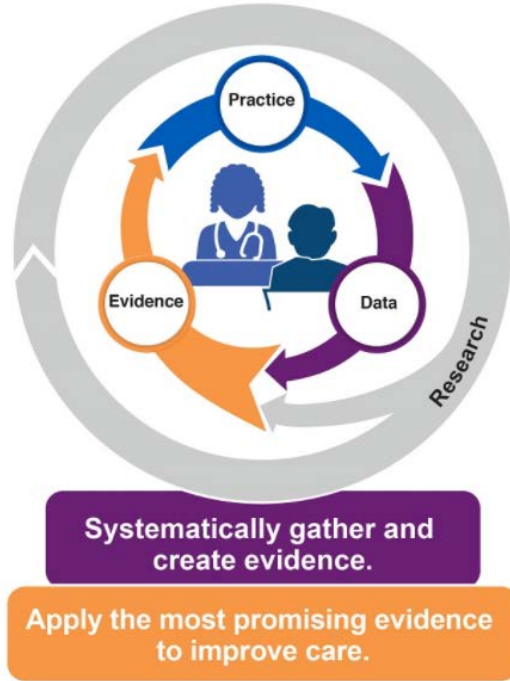 Practice
Evidence
Data
Research
Systematically gather and
create evidence.
Apply the most promising evidence
to improve care.